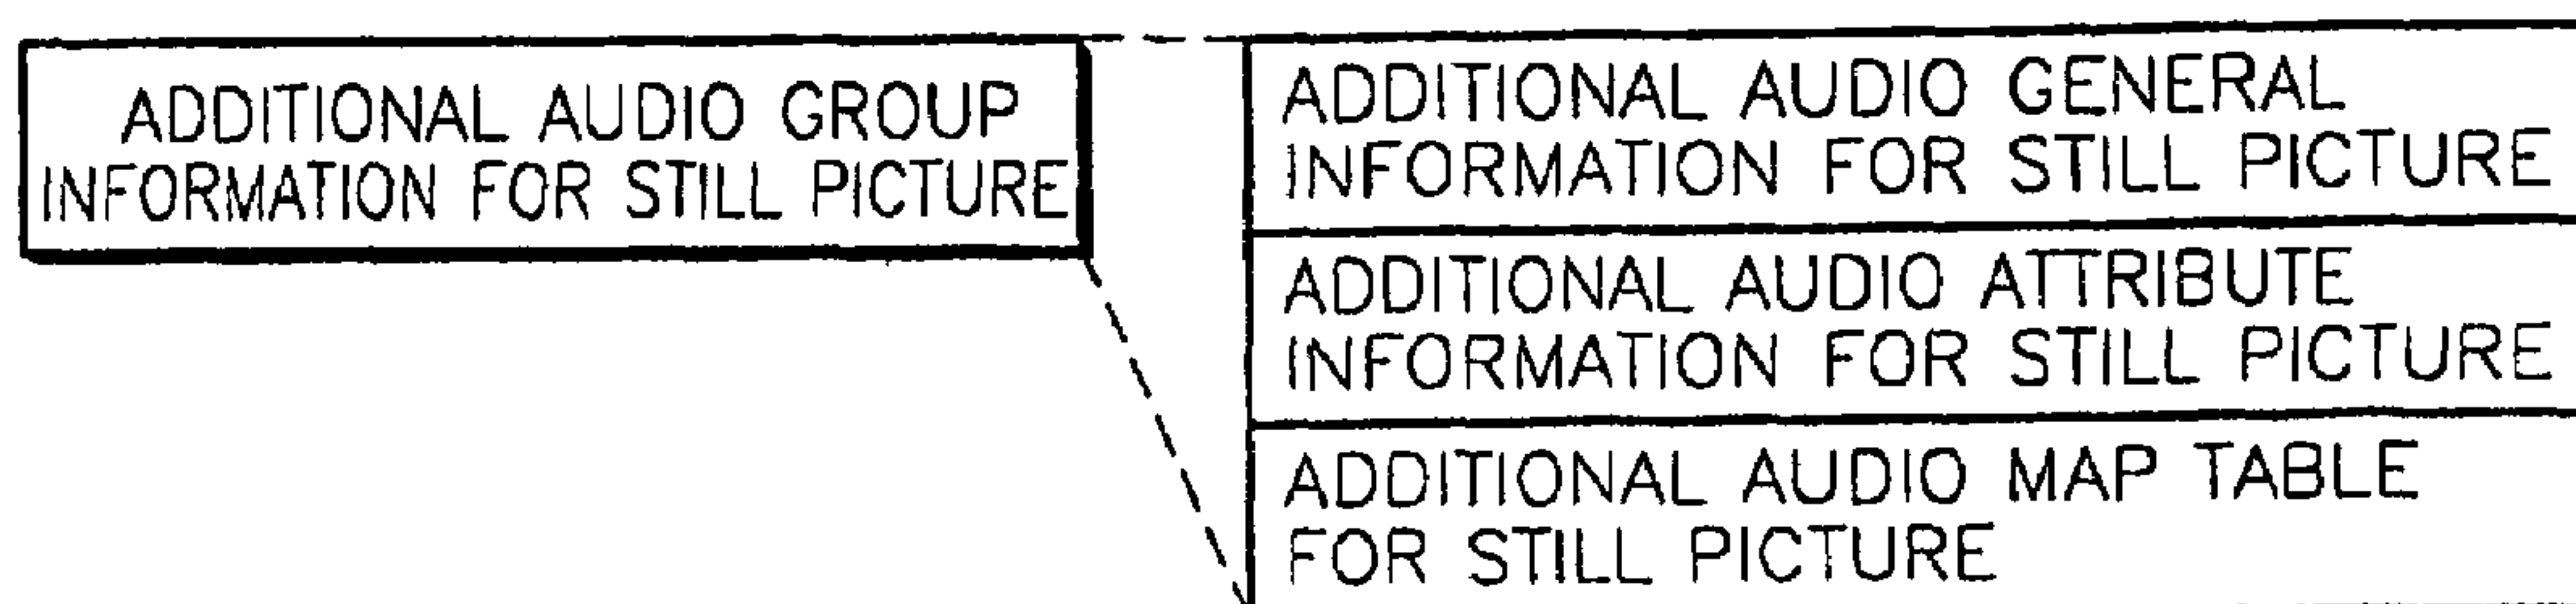 ADDITIONAL AUDIO GROUP
INFORMATION FOR STILL PICTURE
ADDITIONAL AUDIO GENERAL
INFORMATION FOR STILL PICTURE
ADDITIONAL AUDIO ATTRIBUTE
INFORMATION FOR STILL PICTURE
ADDITIONAL AUDIO MAP TABLE
FOR STILL PICTURE